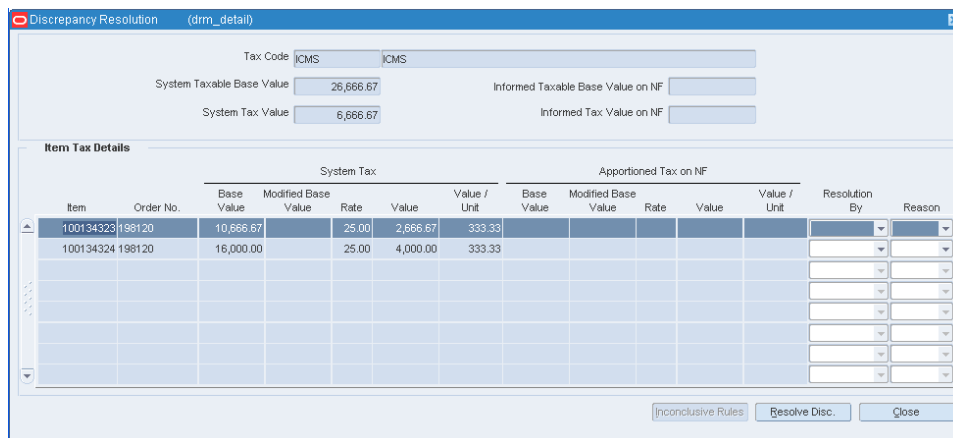 Discrepancy Resolution (drm_detail)
Tax Code ICMS ICMS
System Taxable Base Value 26,666.67 Informed Taxable Base Value on NF
System Tax Value 6,666.67 Informed Tax Value on NF
Item Tax Details
System Tax Apportioned Tax on NF
Base Modified Base Value / Base Modified Base Value / Resolution
Item Order No. Value Value Rate Value Unit Value Value Rate Value Unit By Reason
100134323 198120 10,666.67 25.00 2,666.67 333.33
100134324 198120 16,000.00 25.00 4,000.00 333.33
Inconclusive Rules Resolve Disc. Close